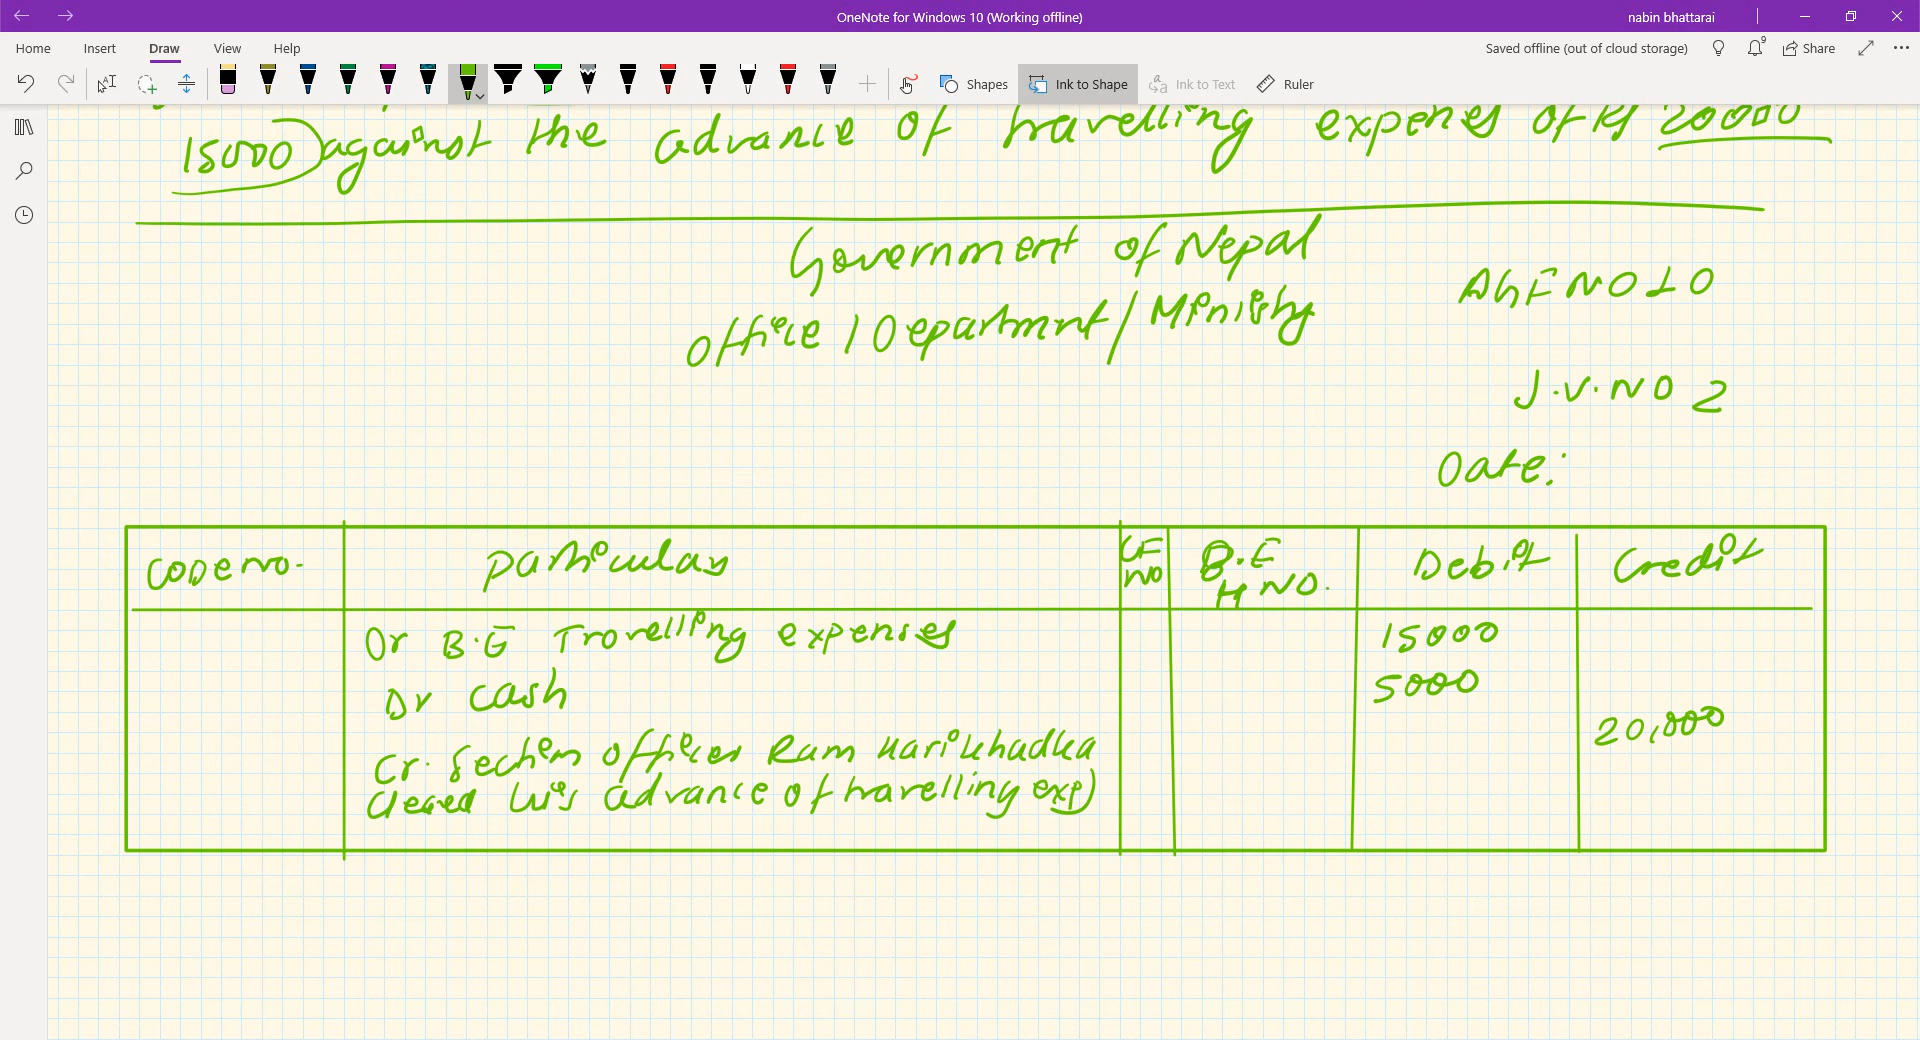 OneNote for Windows 10 (Working offline)
nabin bhattarai
Home Insert Draw View Help
Saved offline (out of cloud storage)
9
Share
Shapes
Ink to Shape
Ink to Text
Ruler
15000) against the advance of travelling expenes of Rs 20000
Government of Nepal
Office / Department / Ministry
AGF NO 10
J.V. NO 2
Date:
CODE NO. Particulars LF NO B.E H NO. Debit Credit
Dr B.E Travelling expenses 15000
Dr cash 5000
Cr. Section officer Ram Hari khadka 20,000
cleared his advance of travelling exp)